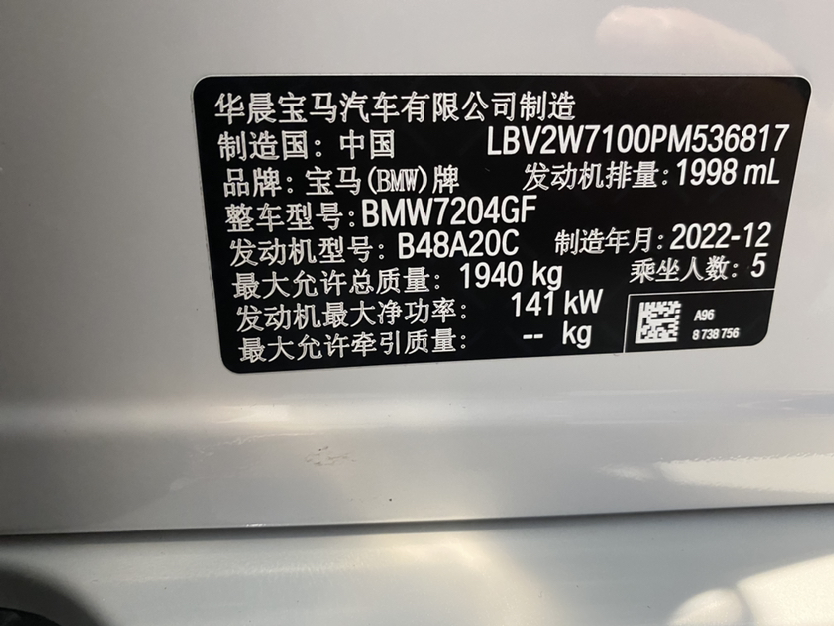 华晨宝马汽车有限公司制造
制造国：中国 LBV2W7100PM536817
品牌：宝马(BMW)牌 发动机排量：1998 mL
整车型号：BMW7204GF
发动机型号：B48A20C 制造年月：2022-12
最大允许总质量：1940 kg 乘坐人数：5
发动机最大净功率： 141 kW
最大允许牵引质量： -- kg
A96
8 738 756